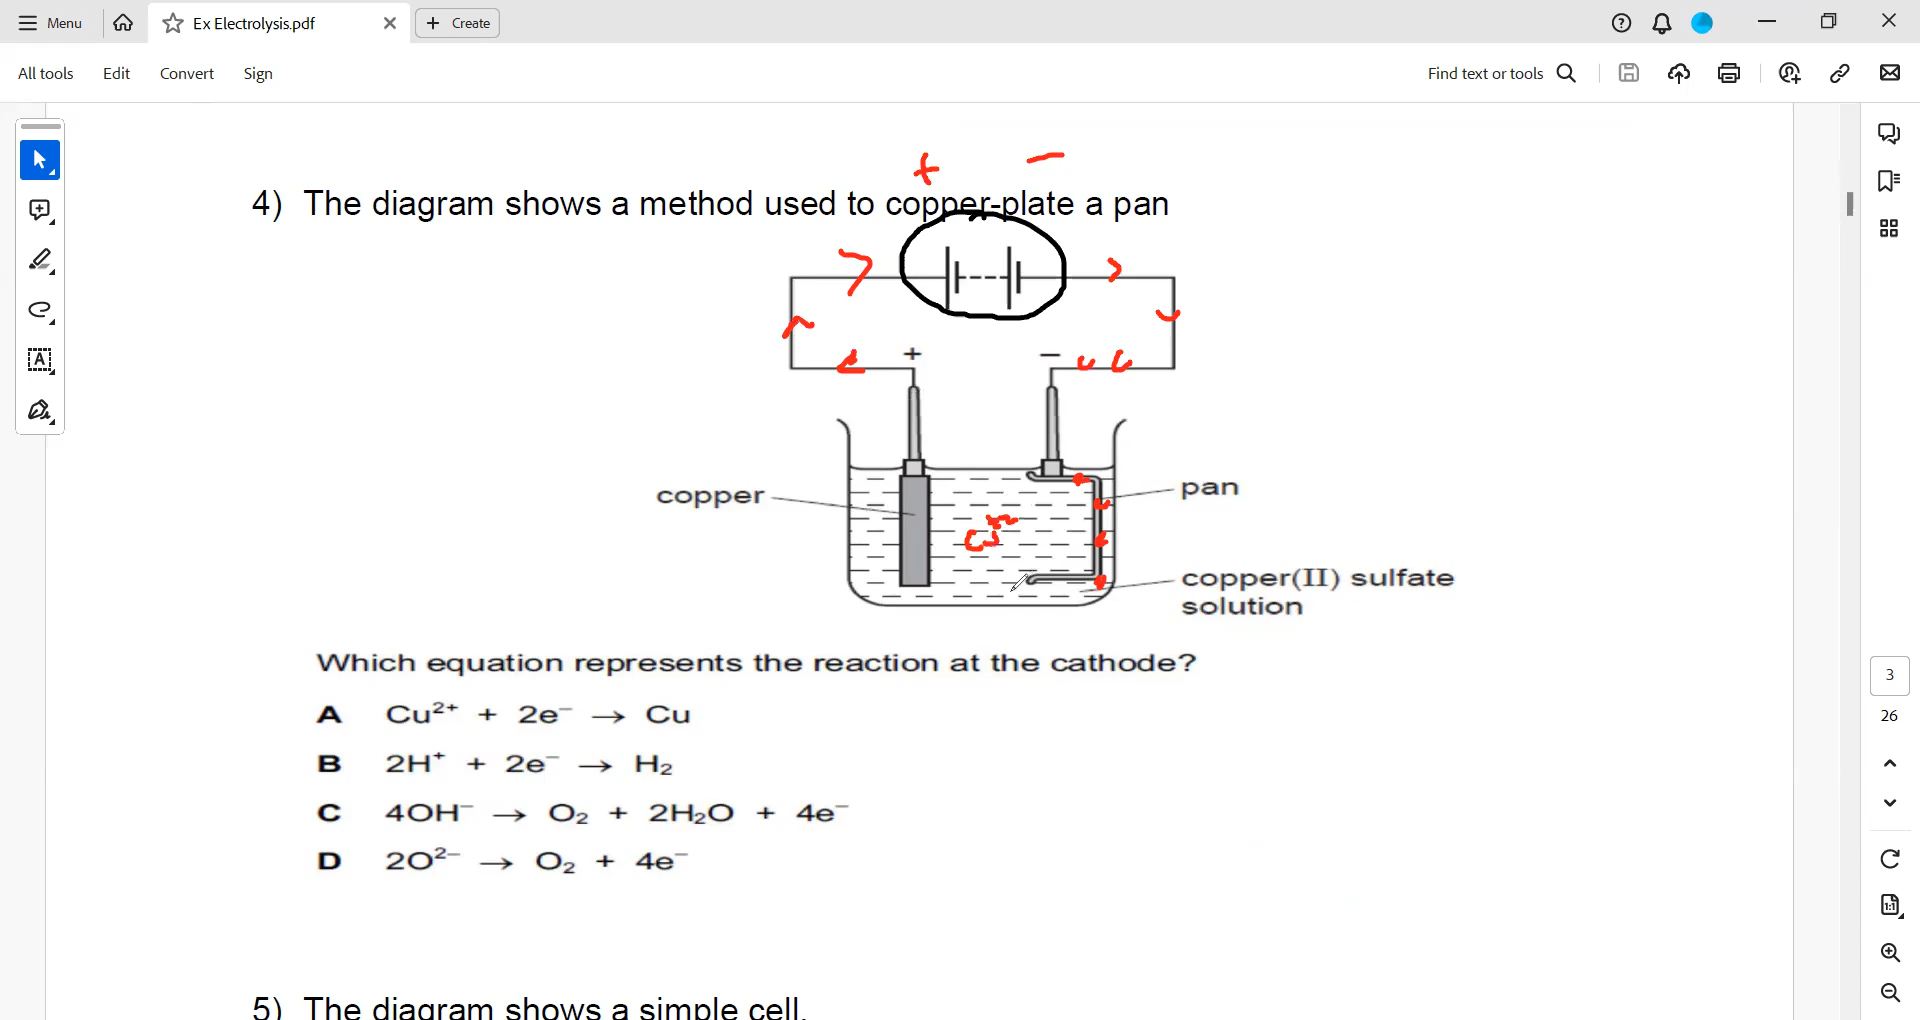 Menu
Ex Electrolysis.pdf
Create
All tools
Edit
Convert
Sign
Find text or tools
+ −
4) The diagram shows a method used to copper-plate a pan
+ −
copper
pan
copper(II) sulfate
solution
Which equation represents the reaction at the cathode?
A Cu²⁺ + 2e⁻ → Cu
B 2H⁺ + 2e⁻ → H₂
C 4OH⁻ → O₂ + 2H₂O + 4e⁻
D 2O²⁻ → O₂ + 4e⁻
5) The diagram shows a simple cell.
3
26
1:1